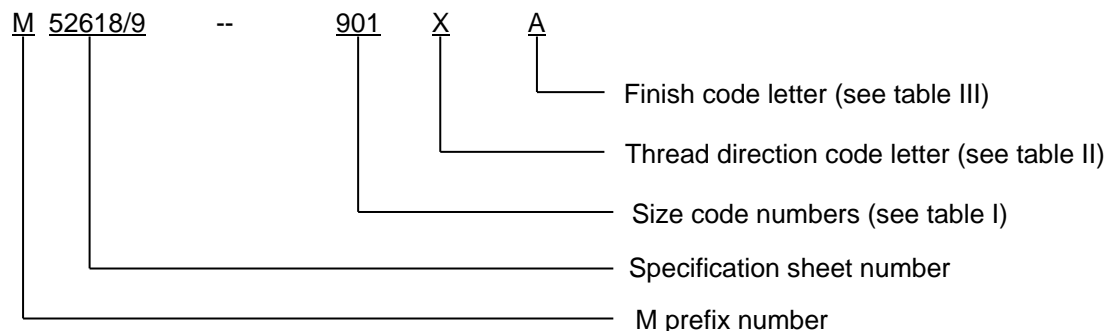 M 52618/9 -- 901 X A
Finish code letter (see table III)
Thread direction code letter (see table II)
Size code numbers (see table I)
Specification sheet number
M prefix number